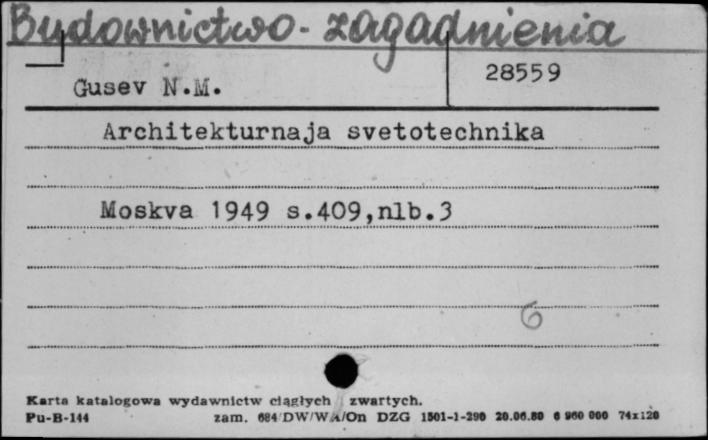 Budownictwo - zagadnienia
28559
Gusev N.M.
Architekturnaja svetotechnika
Moskva 1949 s.409,nlb.3
6
Karta katalogowa wydawnictw ciągłych / zwartych.
Pu-B-144 zam. 684/DW/WA/On DZG 1501-1-290 20.06.80 6 960 000 74x120